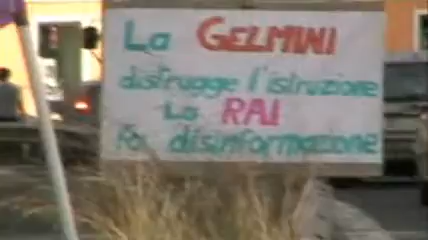 La GELMINI
distrugge l'istruzione
La RAI
Fa disinformazione